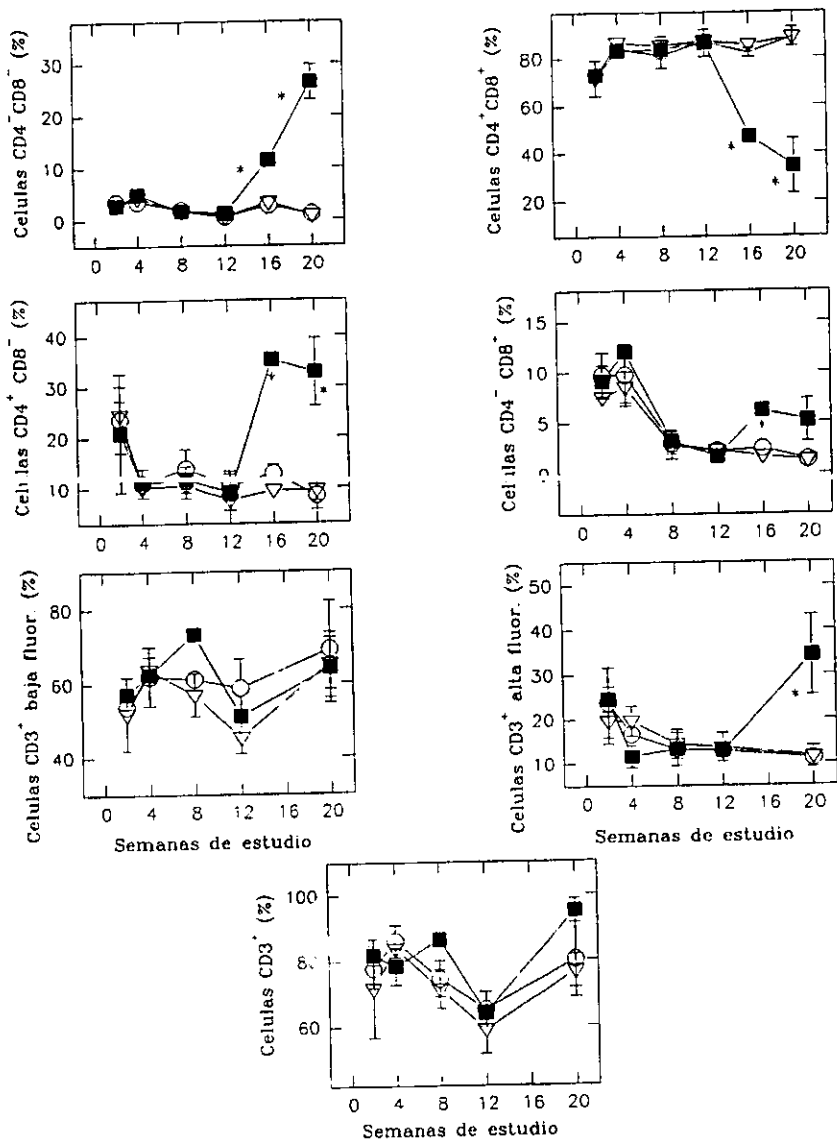 Celulas CD4⁻CD8⁻ (%)
30
20
10
0
*
*
0 4 8 12 16 20
Celulas CD4⁺CD8⁺ (%)
80
60
40
20
*
*
0 4 8 12 16 20
Celulas CD4⁺ CD8⁻ (%)
40
30
20
10
*
0 4 8 12 16 20
Celulas CD4⁻ CD8⁺ (%)
15
10
5
0
0 4 8 12 16 20
Celulas CD3⁺ baja fluor. (%)
80
60
40
0 4 8 12 16 20
Semanas de estudio
Celulas CD3⁺ alta fluor. (%)
50
40
30
20
10
*
0 4 8 12 16 20
Semanas de estudio
Celulas CD3⁺ (%)
100
80
60
0 4 8 12 16 20
Semanas de estudio